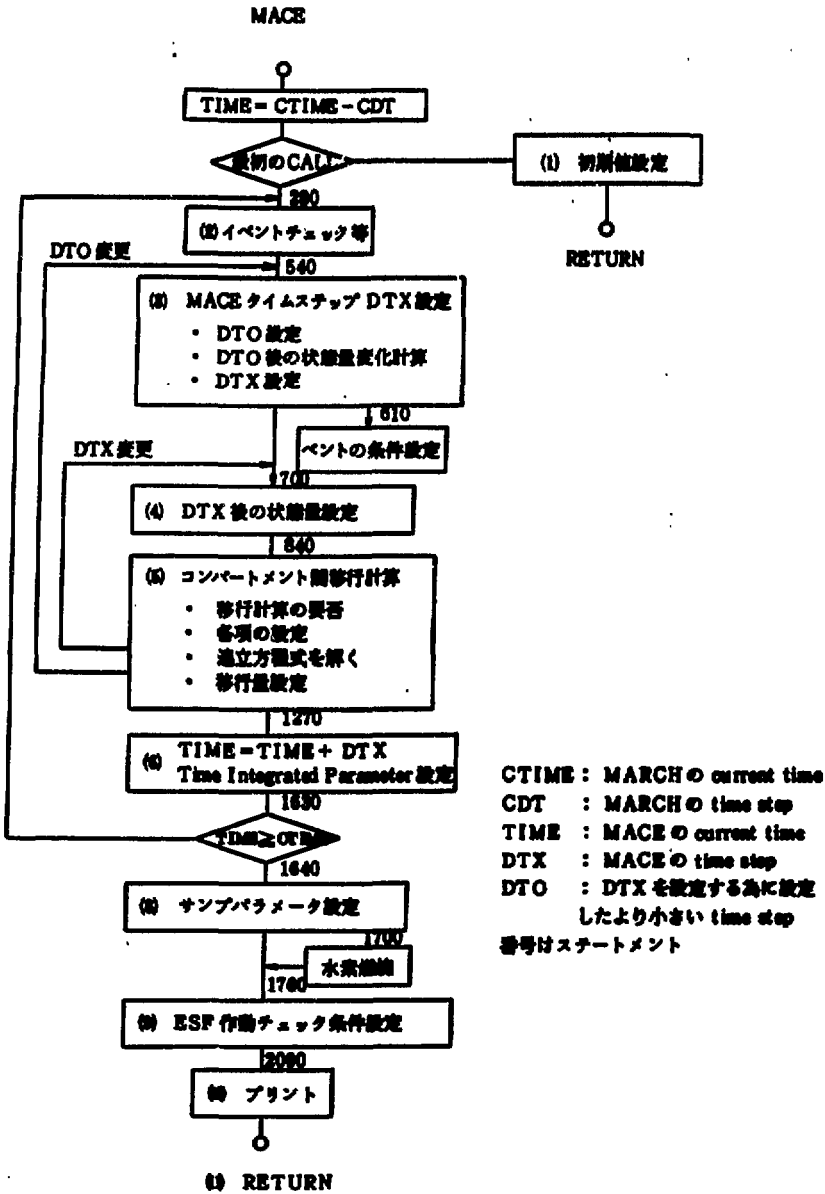 MACE
TIME = CTIME - CDT
最初のCALL
(1) 初期値設定
290
RETURN
(2) イベントチェック等
DTO 変更
540
(3) MACE タイムステップ DTX 設定
・ DTO 設定
・ DTO 後の状態量変化計算
・ DTX 設定
610
ベントの条件設定
DTX 変更
700
(4) DTX 後の状態量設定
840
(5) コンパートメント間移行計算
・ 移行計算の要否
・ 各項の設定
・ 連立方程式を解く
・ 移行量設定
1270
(6) TIME = TIME + DTX
Time Integrated Parameter 設定
1630
TIME ≧ CTIME
1640
サンプパラメータ設定
1700
水素燃焼
1760
(9) ESF 作動チェック条件設定
プリント
RETURN
CTIME : MARCH の current time
CDT : MARCH の time step
TIME : MACE の current time
DTX : MACE の time step
DTO : DTX を設定する為に設定
したより小さい time step
番号はステートメント